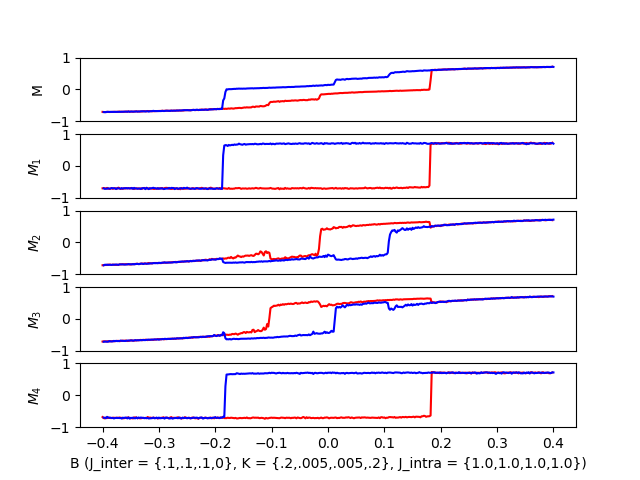 1
0
−1
M
1
0
−1
M₁
1
0
−1
M₂
1
0
−1
M₃
1
0
−1
M₄
−0.4 −0.3 −0.2 −0.1 0.0 0.1 0.2 0.3 0.4
B (J_inter = {.1,.1,.1,0}, K = {.2,.005,.005,.2}, J_intra = {1.0,1.0,1.0,1.0})